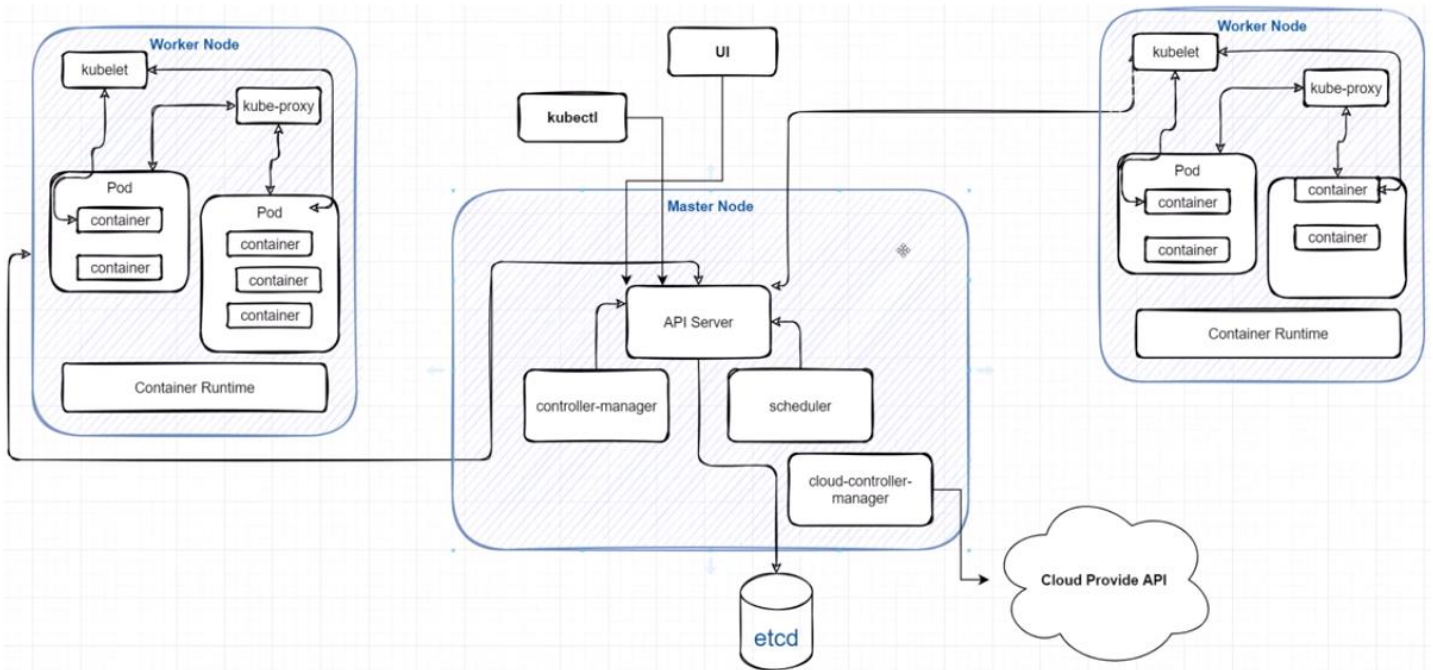 Worker Node
kubelet
kube-proxy
Pod
container
container
Pod
container
container
container
Container Runtime
UI
kubectl
Master Node
API Server
controller-manager
scheduler
cloud-controller-
manager
etcd
Cloud Provide API
Worker Node
kubelet
kube-proxy
Pod
container
container
container
container
Container Runtime